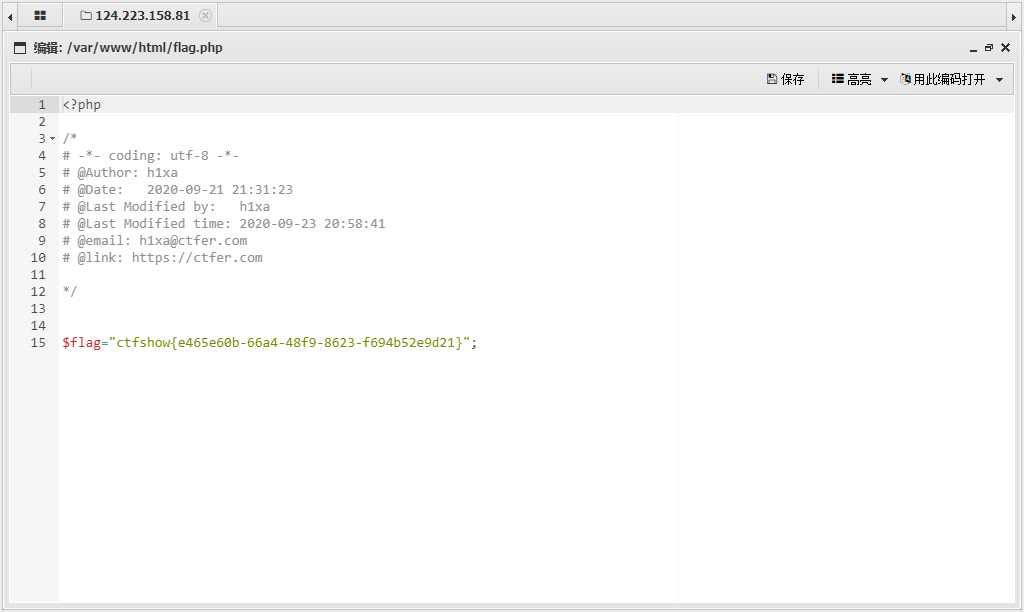 124.223.158.81
编辑: /var/www/html/flag.php
保存 高亮 用此编码打开
1 <?php
2
3 /*
4 # -*- coding: utf-8 -*-
5 # @Author: h1xa
6 # @Date:   2020-09-21 21:31:23
7 # @Last Modified by:   h1xa
8 # @Last Modified time: 2020-09-23 20:58:41
9 # @email: h1xa@ctfer.com
10 # @link: https://ctfer.com
11
12 */
13
14
15 $flag="ctfshow{e465e60b-66a4-48f9-8623-f694b52e9d21}";